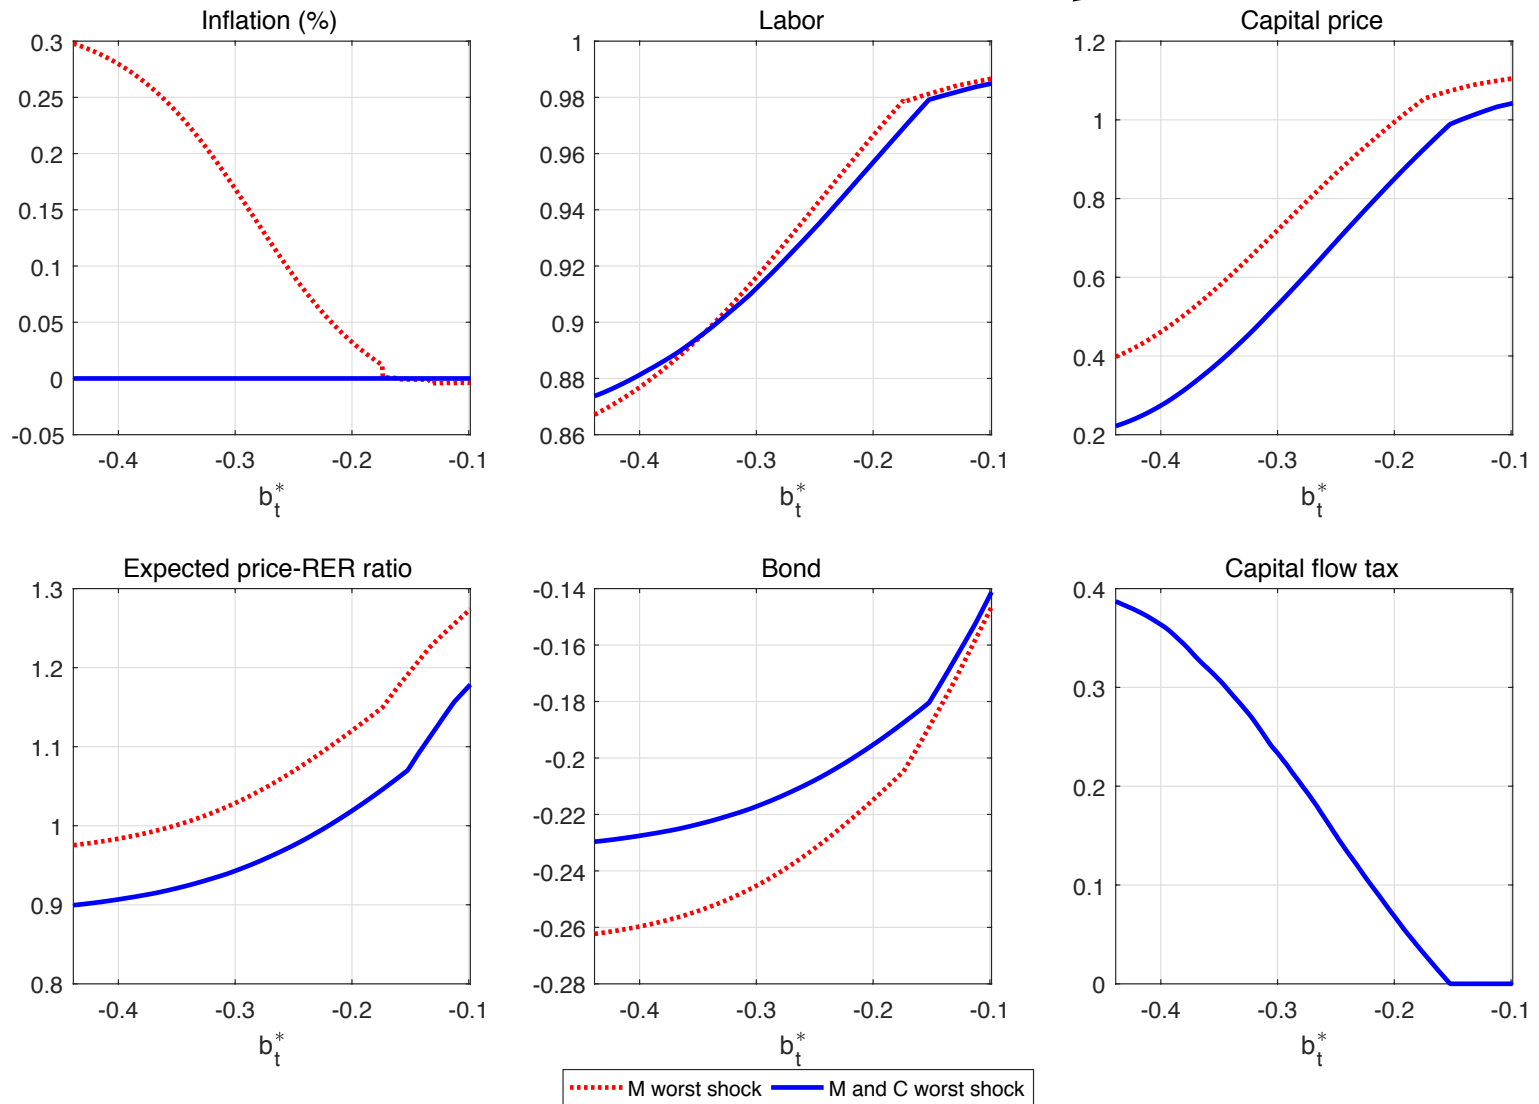 Inflation (%)
0.3
0.25
0.2
0.15
0.1
0.05
0
-0.05
-0.4 -0.3 -0.2 -0.1
b*t
Labor
1
0.98
0.96
0.94
0.92
0.9
0.88
0.86
-0.4 -0.3 -0.2 -0.1
b*t
Capital price
1.2
1
0.8
0.6
0.4
0.2
-0.4 -0.3 -0.2 -0.1
b*t
Expected price-RER ratio
1.3
1.2
1.1
1
0.9
0.8
-0.4 -0.3 -0.2 -0.1
b*t
Bond
-0.14
-0.16
-0.18
-0.2
-0.22
-0.24
-0.26
-0.28
-0.4 -0.3 -0.2 -0.1
b*t
Capital flow tax
0.4
0.3
0.2
0.1
0
-0.4 -0.3 -0.2 -0.1
b*t
M worst shock M and C worst shock